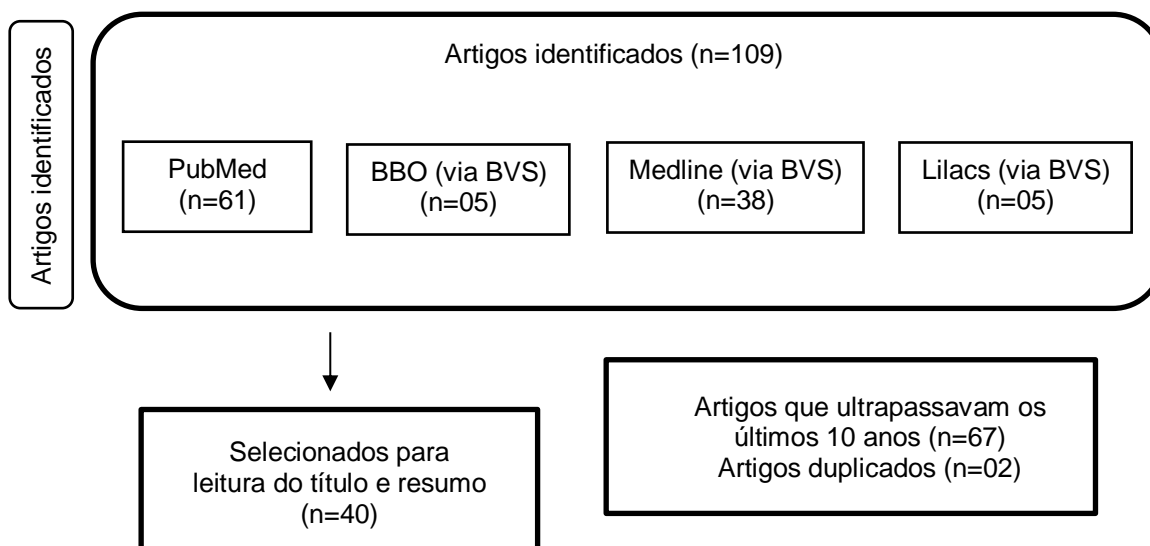 Artigos identificados
Artigos identificados (n=109)
PubMed
(n=61)
BBO (via BVS)
(n=05)
Medline (via BVS)
(n=38)
Lilacs (via BVS)
(n=05)
Selecionados para
leitura do título e resumo
(n=40)
Artigos que ultrapassavam os
últimos 10 anos (n=67)
Artigos duplicados (n=02)